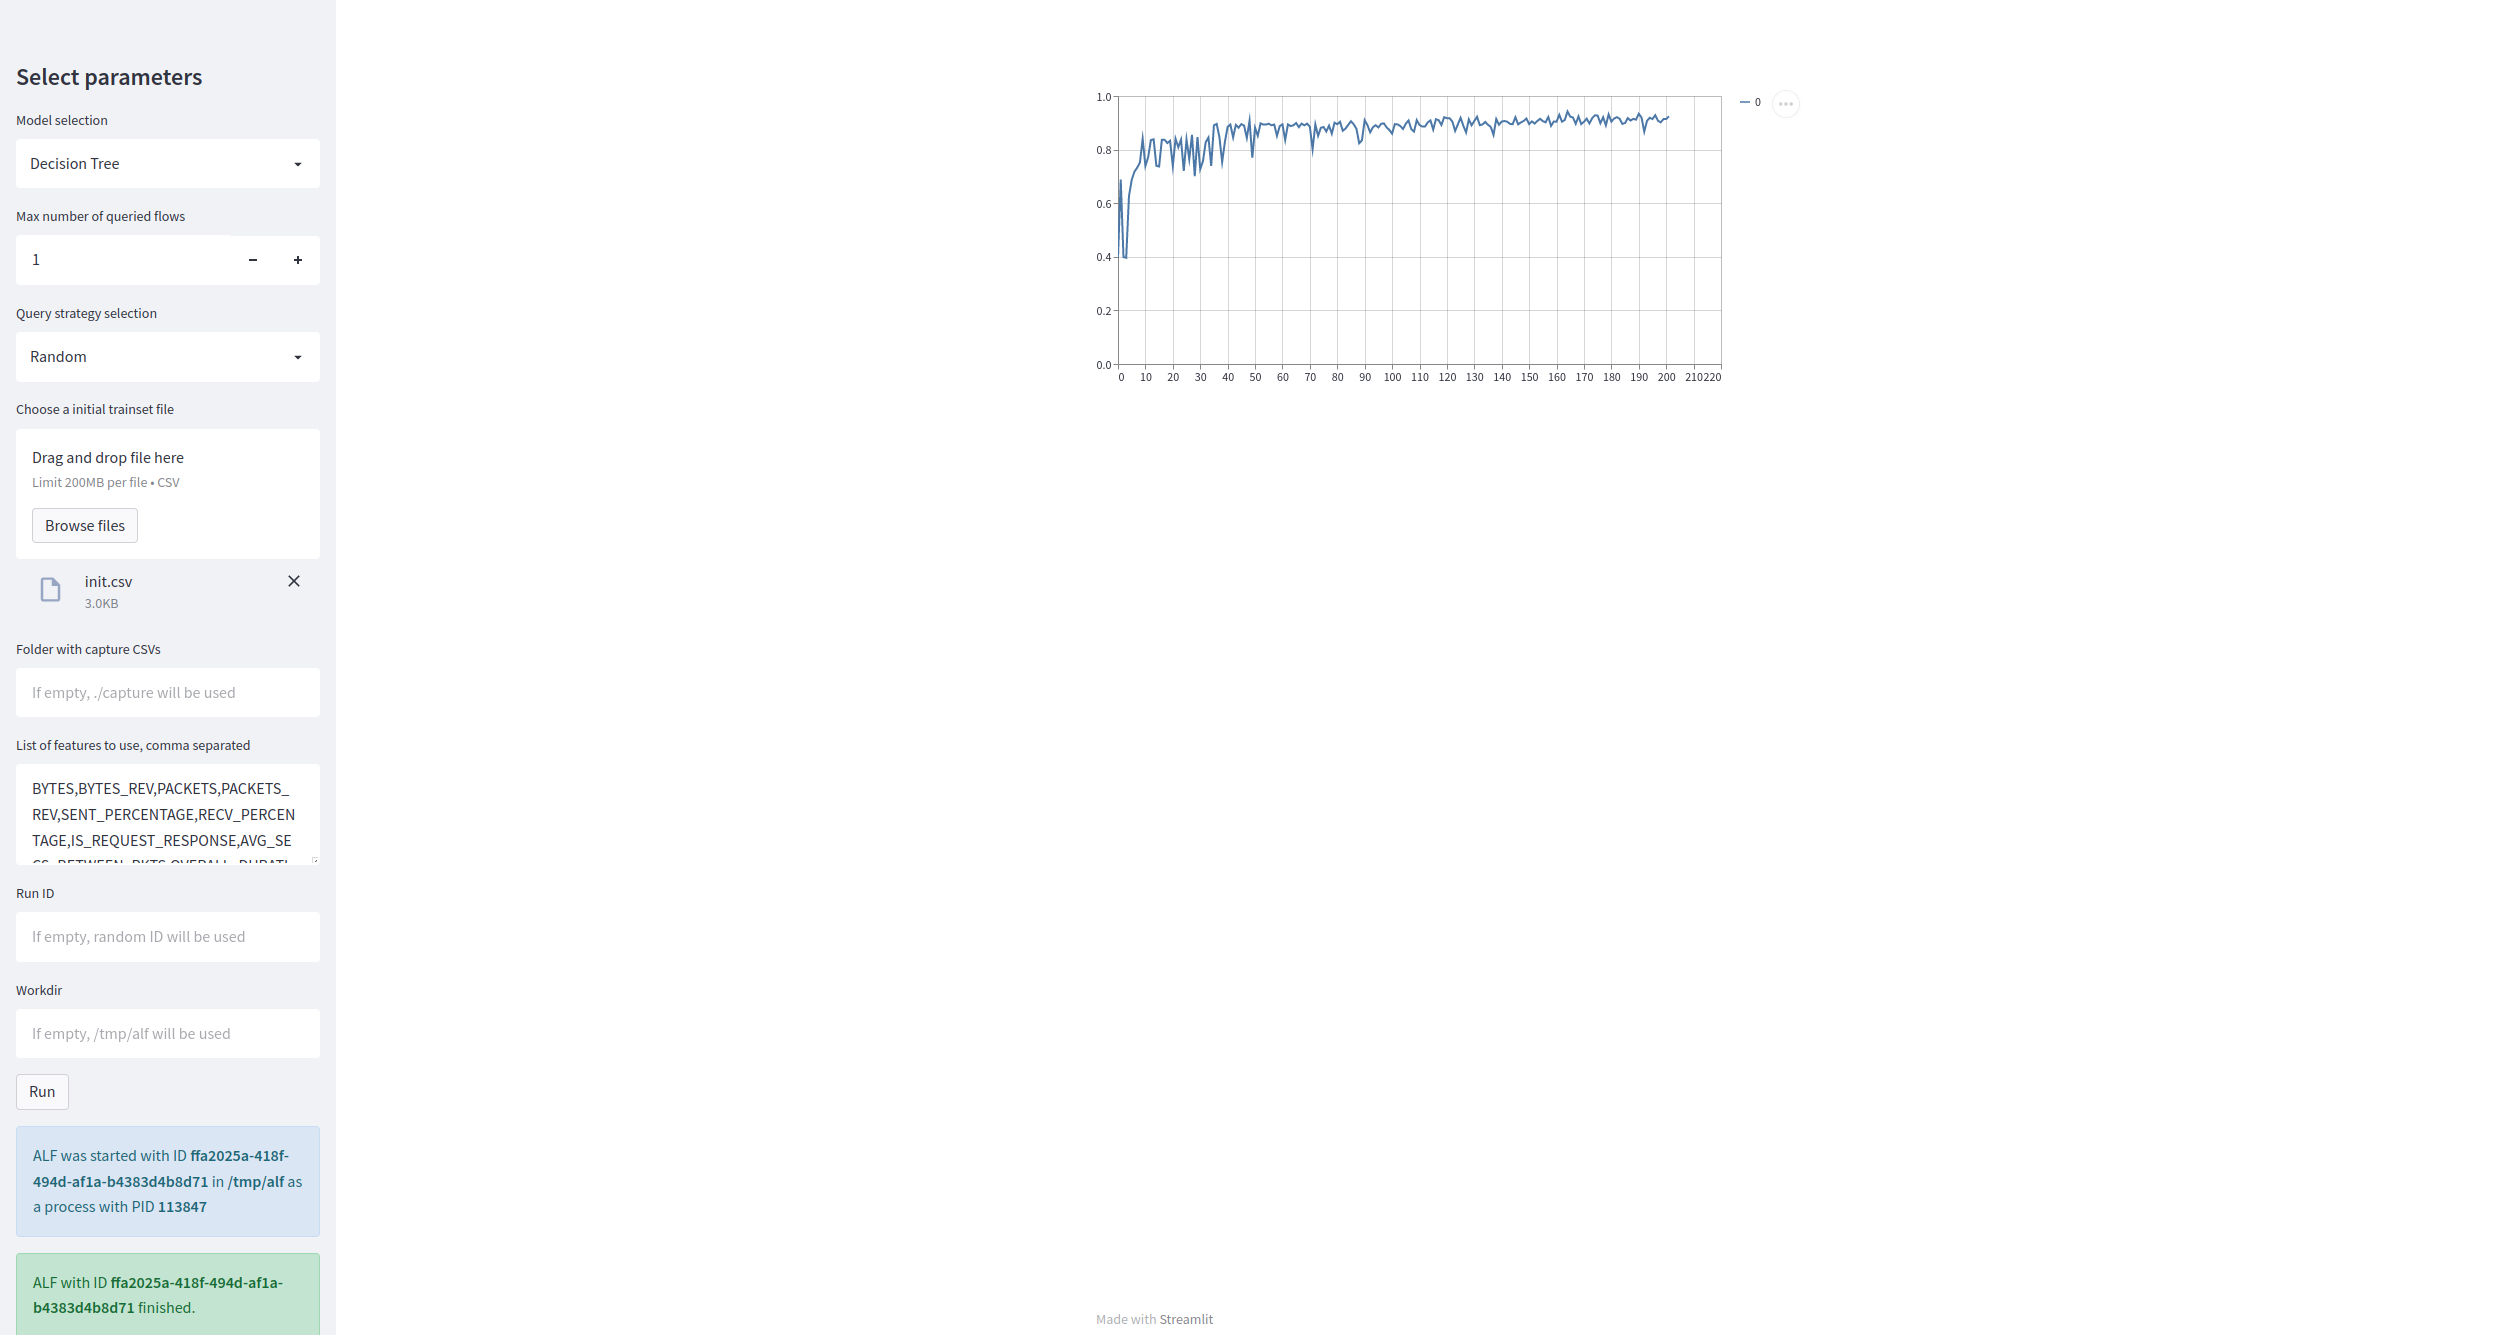 Select parameters
Model selection
Decision Tree
Max number of queried flows
1
Query strategy selection
Random
Choose a initial trainset file
Drag and drop file here
Limit 200MB per file • CSV
Browse files
init.csv
3.0KB
Folder with capture CSVs
If empty, ./capture will be used
List of features to use, comma separated
BYTES,BYTES_REV,PACKETS,PACKETS_
REV,SENT_PERCENTAGE,RECV_PERCEN
TAGE,IS_REQUEST_RESPONSE,AVG_SE
CS_BETWEEN_PKTS,OVERALL_DURATI
Run ID
If empty, random ID will be used
Workdir
If empty, /tmp/alf will be used
Run
ALF was started with ID ffa2025a-418f-
494d-af1a-b4383d4b8d71 in /tmp/alf as
a process with PID 113847
ALF with ID ffa2025a-418f-494d-af1a-
b4383d4b8d71 finished.
1.0
0.8
0.6
0.4
0.2
0.0
0 10 20 30 40 50 60 70 80 90 100 110 120 130 140 150 160 170 180 190 200 210 220
0
Made with Streamlit